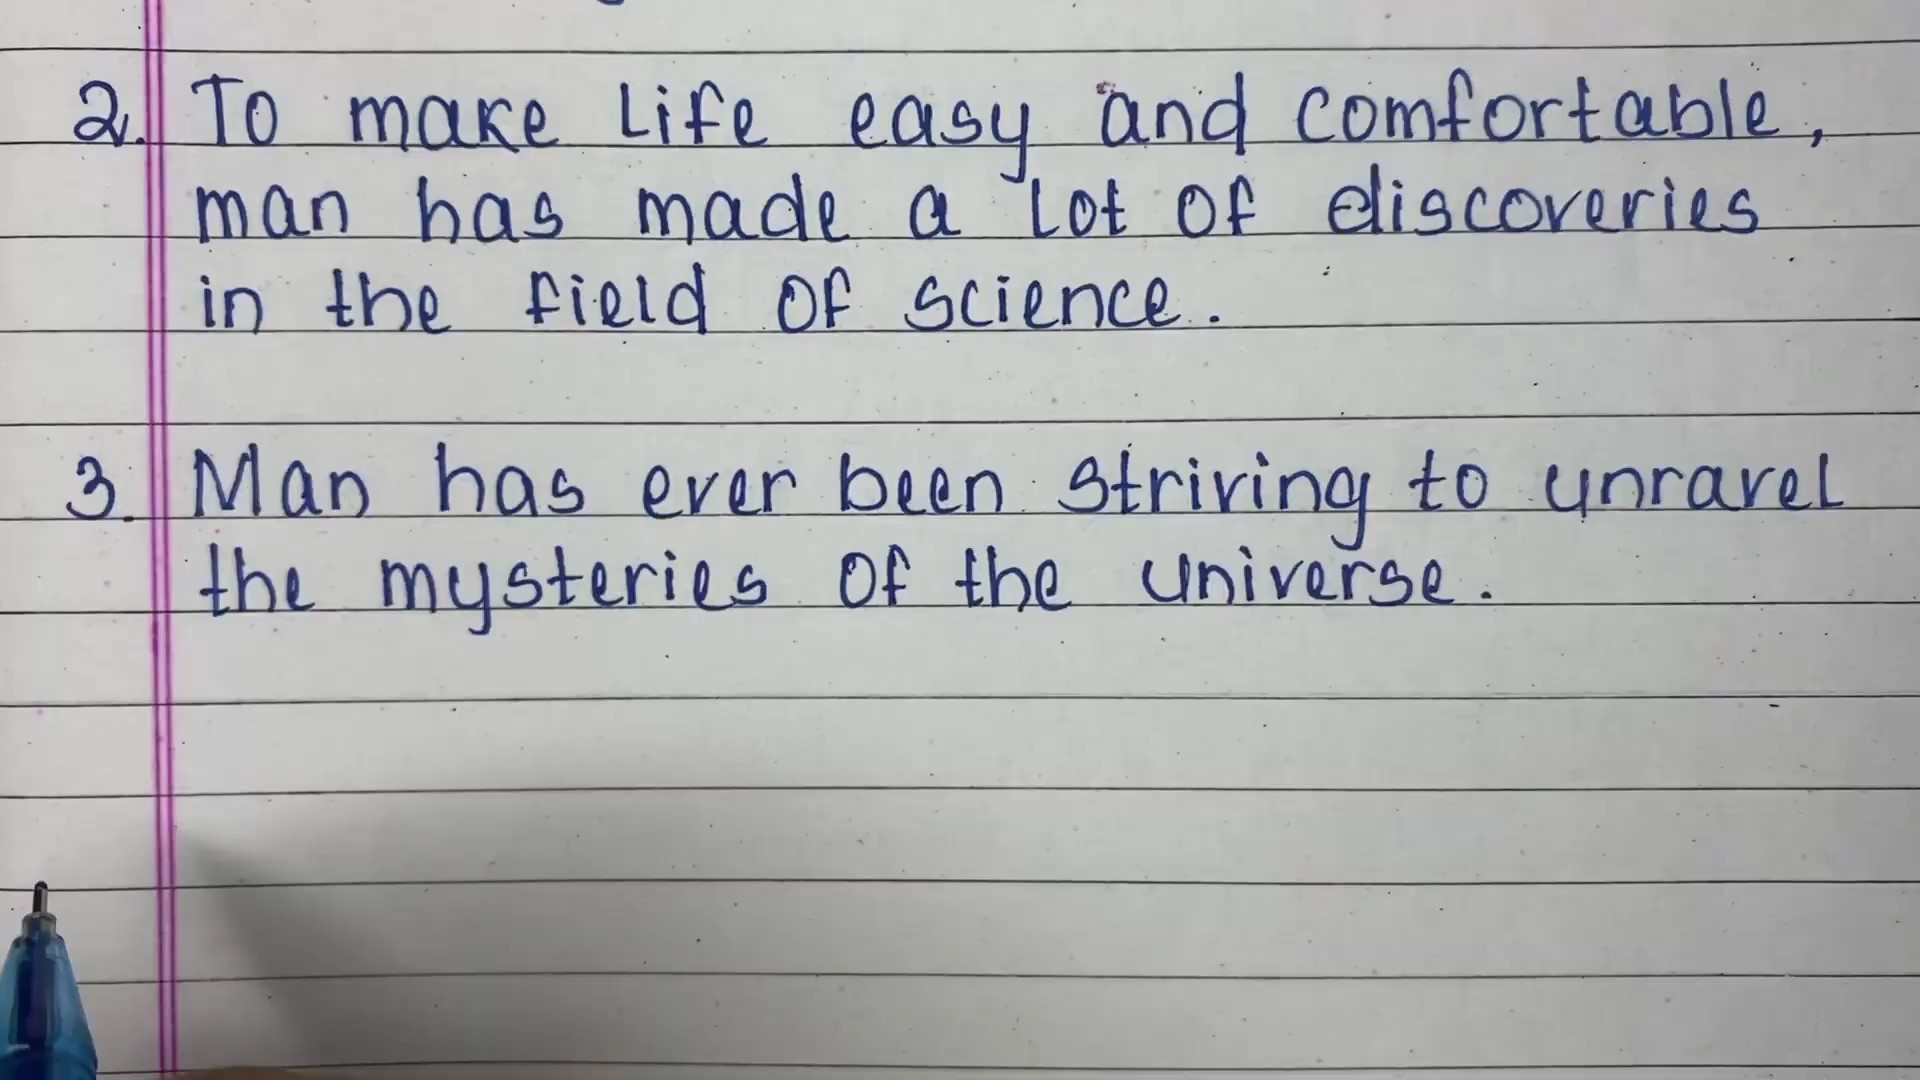 2. To make Life easy and comfortable,
man has made a lot of discoveries
in the field of science.
3. Man has ever been striving to unravel
the mysteries of the universe.